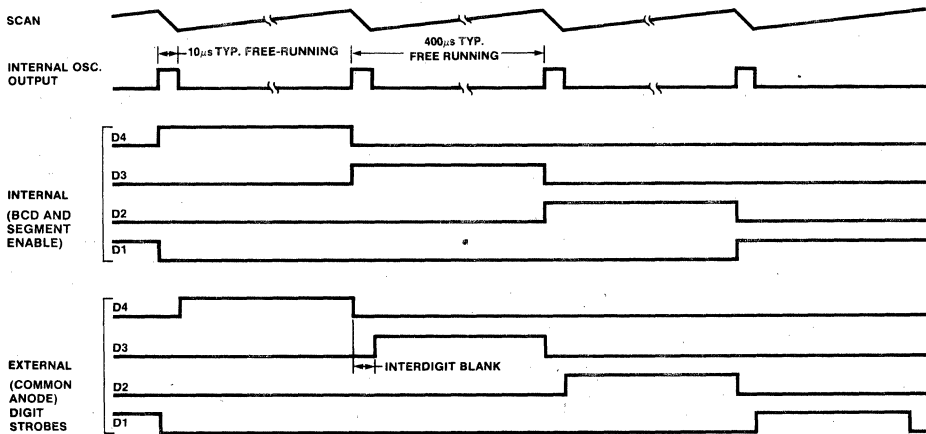 SCAN
10μs TYP. FREE-RUNNING
400μs TYP.
FREE RUNNING
INTERNAL OSC.
OUTPUT
D4
D3
INTERNAL
(BCD AND
SEGMENT
ENABLE)
D2
D1
D4
D3
INTERDIGIT BLANK
EXTERNAL
(COMMON
ANODE)
DIGIT
STROBES
D2
D1